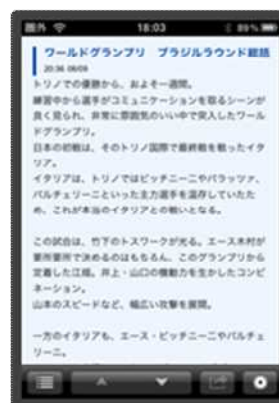 圏外 18:03 89%
ワールドグランプリ ブラジルラウンド総括
20:36 06/06
トリノでの優勝から、およそ一週間。
練習中から選手がコミュニケーションを取るシーンが
良く見られ、非常に雰囲気のいい中で突入したワール
ドグランプリ。
日本の初戦は、そのトリノ国際で最終戦を戦ったイタ
リア。
イタリアは、トリノではピッチニーニやバラッツァ、
バルチェリーニといった主力選手を温存していたた
め、これが本当のイタリアとの戦いとなる。
この試合は、竹下のトスワークが光る。エース木村が
要所要所で決めるのはもちろん、このグランプリから
定着した江畑、井上・山口の機動力を生かしたコンビ
ネーション。
山本のスピードなど、幅広い攻撃を展開。
一方のイタリアも、エース・ピッチニーニやバルチェ
リーニ。